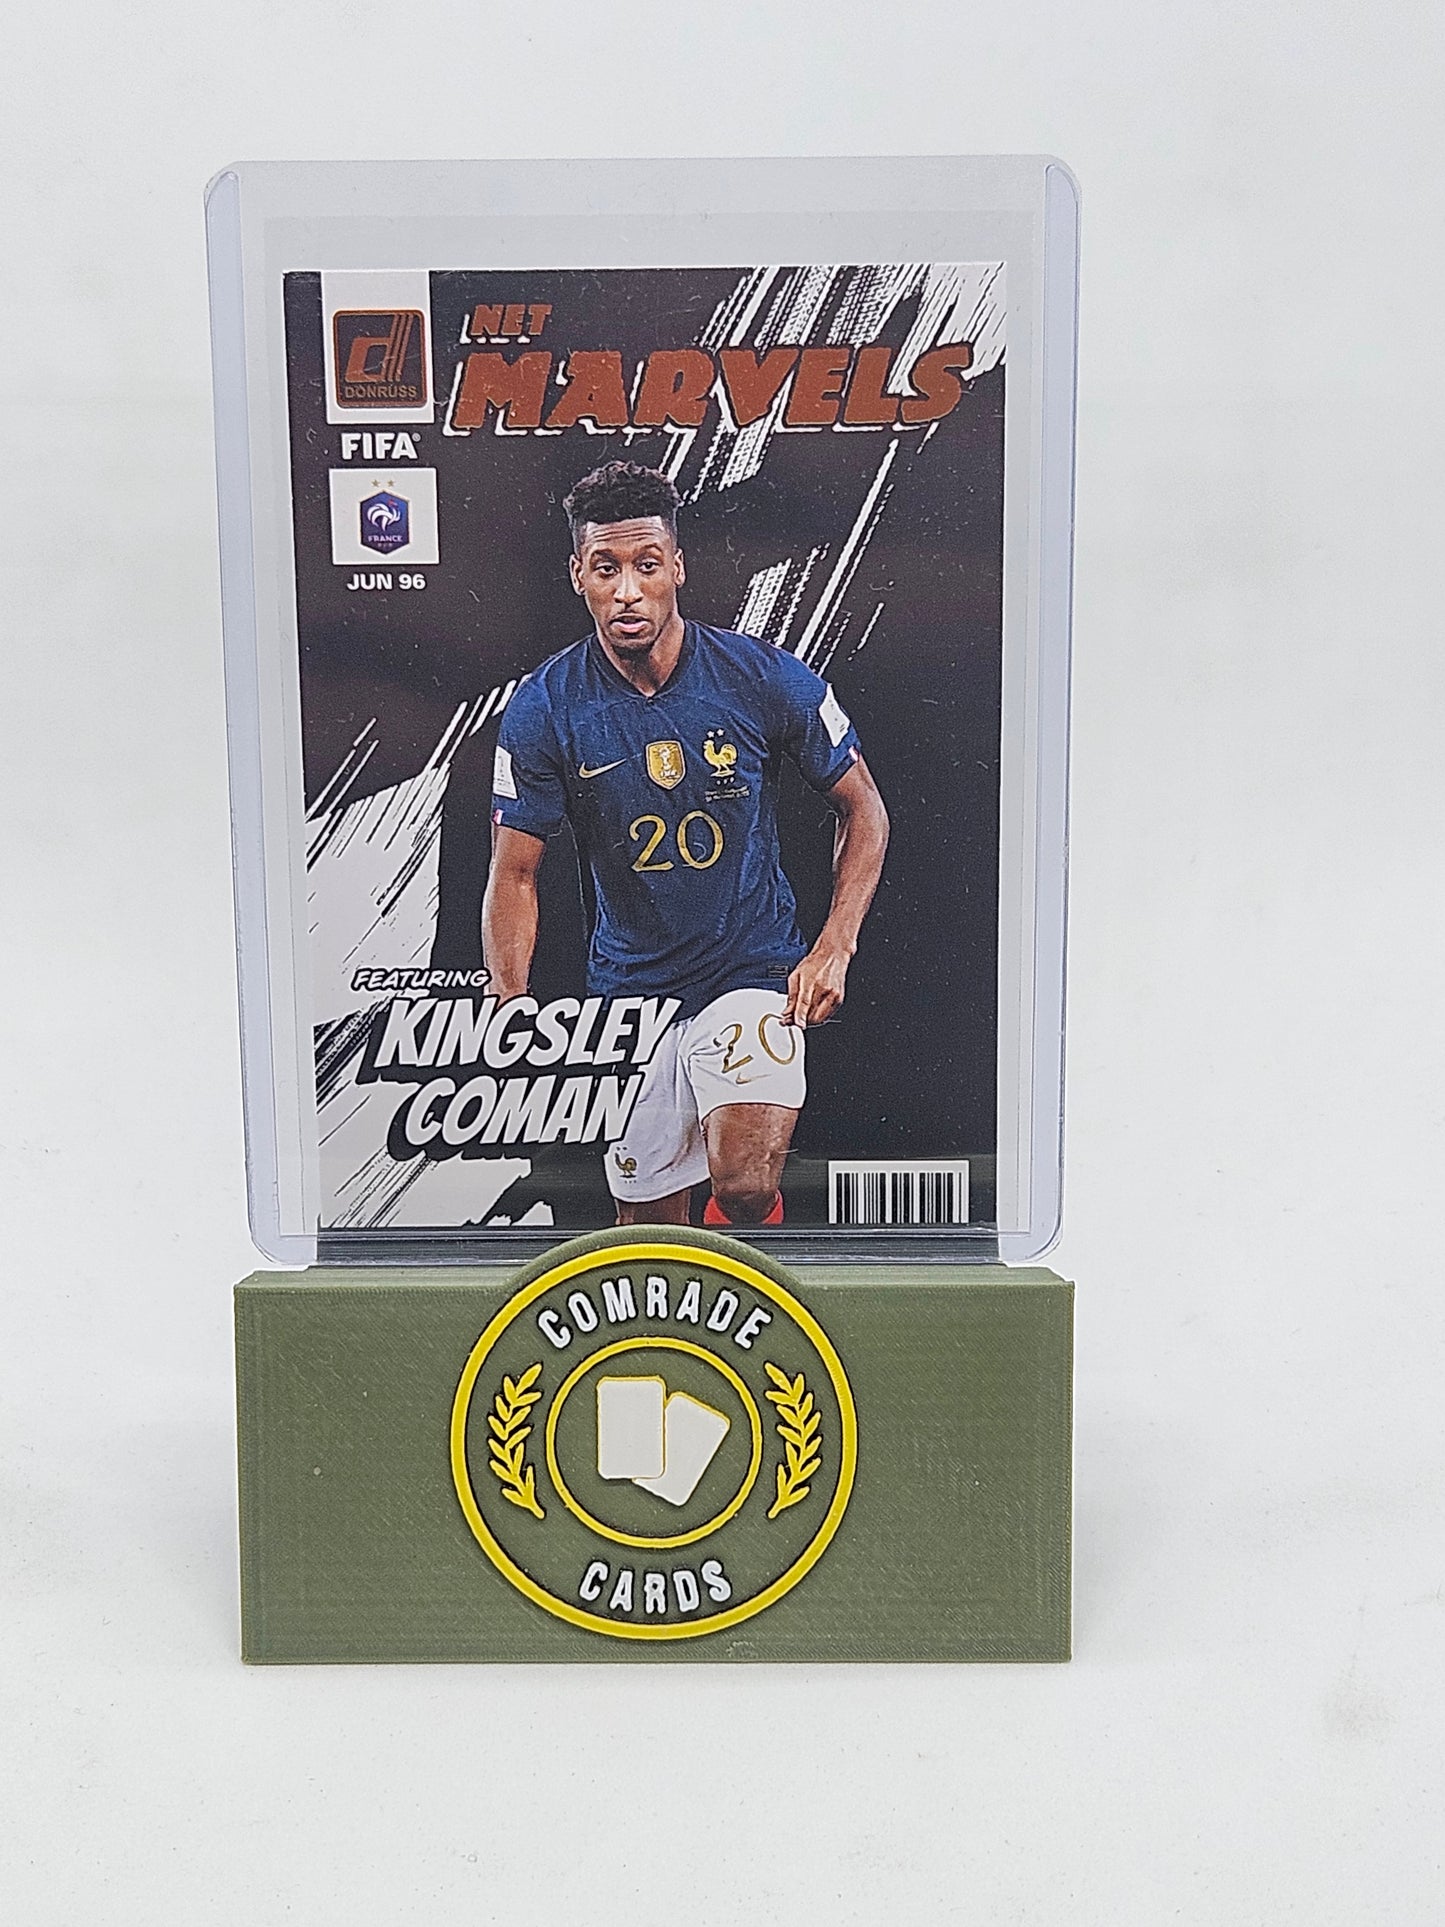 NET
MARVELS
DONRUSS
FIFA®
FRANCE
JUN 96
20
FEATURING
KINGSLEY
COMAN
20
COMRADE
CARDS